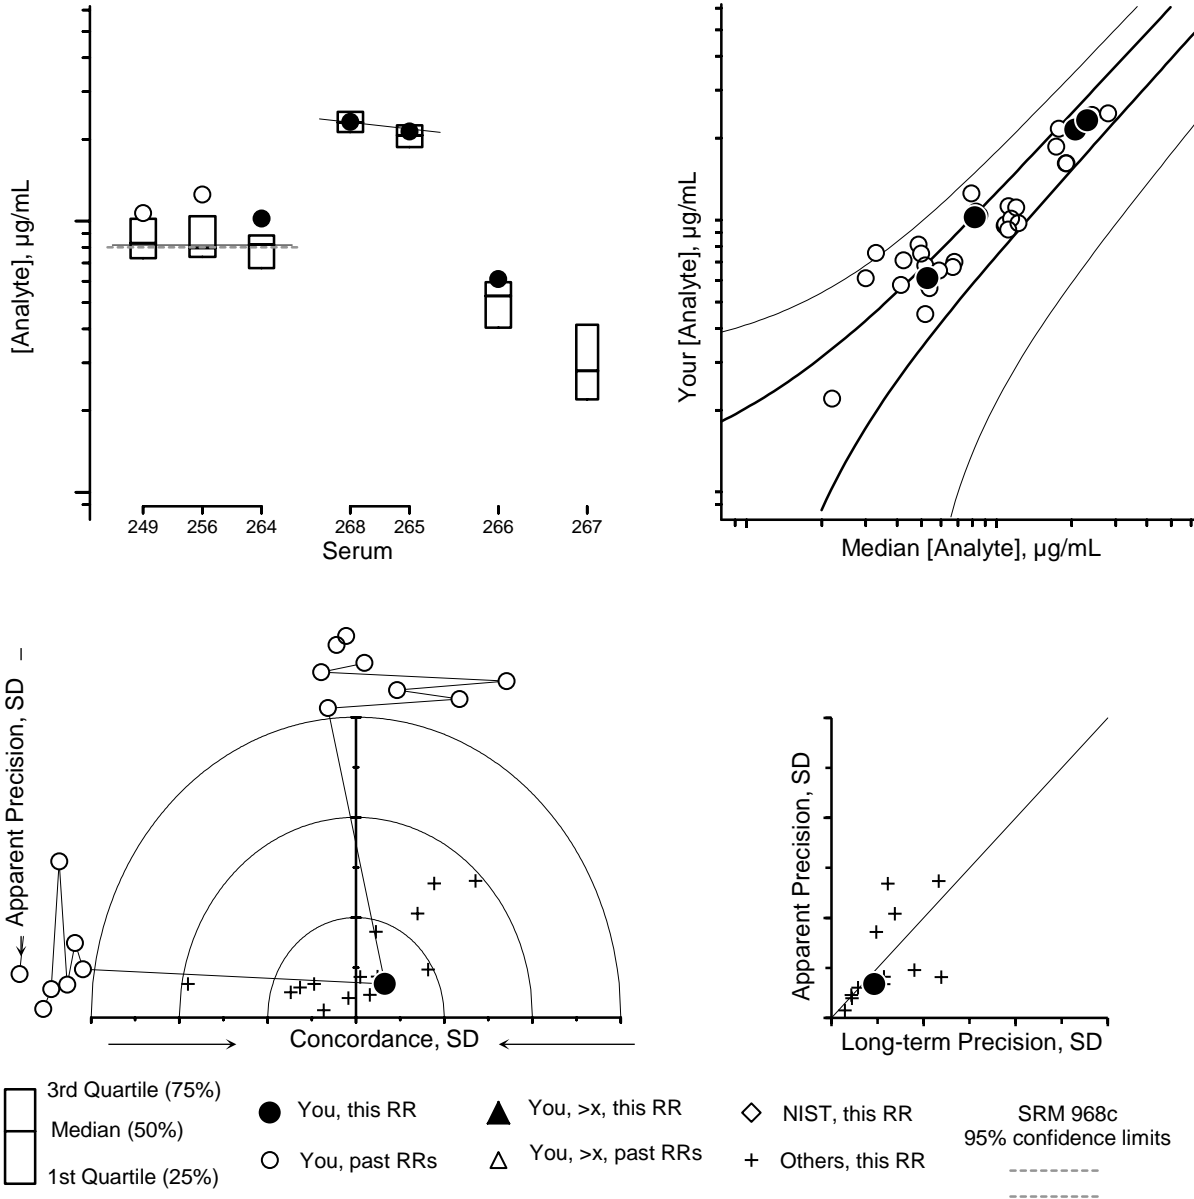 [Analyte], µg/mL
249 256 264 268 265 266 267
Serum
Your [Analyte], µg/mL
Median [Analyte], µg/mL
Apparent Precision, SD
Concordance, SD
Apparent Precision, SD
Long-term Precision, SD
3rd Quartile (75%)
Median (50%)
1st Quartile (25%)
You, this RR
You, past RRs
You, >x, this RR
You, >x, past RRs
NIST, this RR
Others, this RR
SRM 968c
95% confidence limits